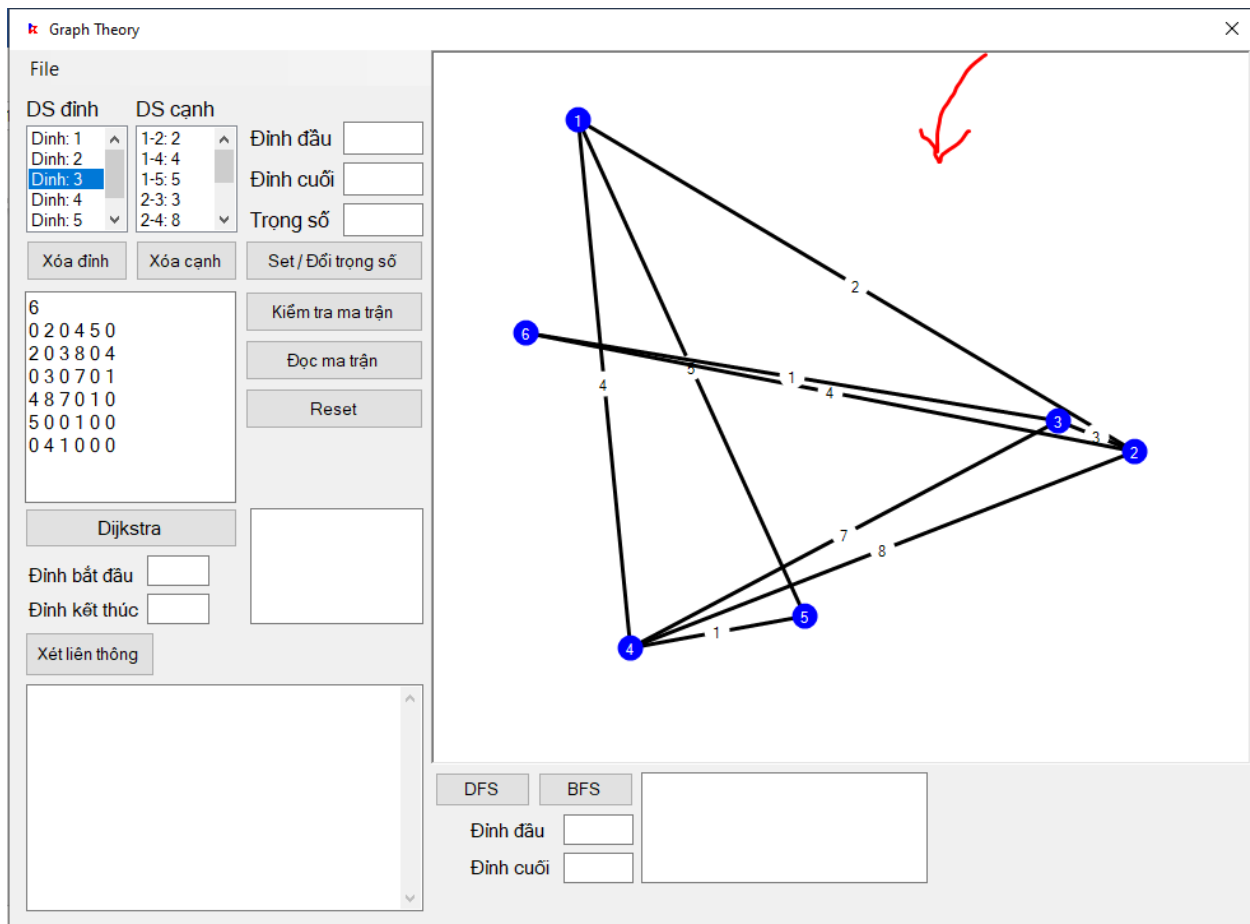 Graph Theory
File
DS đỉnh
DS cạnh
Dinh: 1
Dinh: 2
Dinh: 3
Dinh: 4
Dinh: 5
1-2: 2
1-4: 4
1-5: 5
2-3: 3
2-4: 8
Đỉnh đầu
Đỉnh cuối
Trọng số
Xóa đỉnh
Xóa cạnh
Set / Đổi trọng số
6
0 2 0 4 5 0
2 0 3 8 0 4
0 3 0 7 0 1
4 8 7 0 1 0
5 0 0 1 0 0
0 4 1 0 0 0
Kiểm tra ma trận
Đọc ma trận
Reset
Dijkstra
Đỉnh bắt đầu
Đỉnh kết thúc
Xét liên thông
1
2
6
5
4
1
4
3
3
2
7
8
5
1
4
DFS
BFS
Đỉnh đầu
Đỉnh cuối